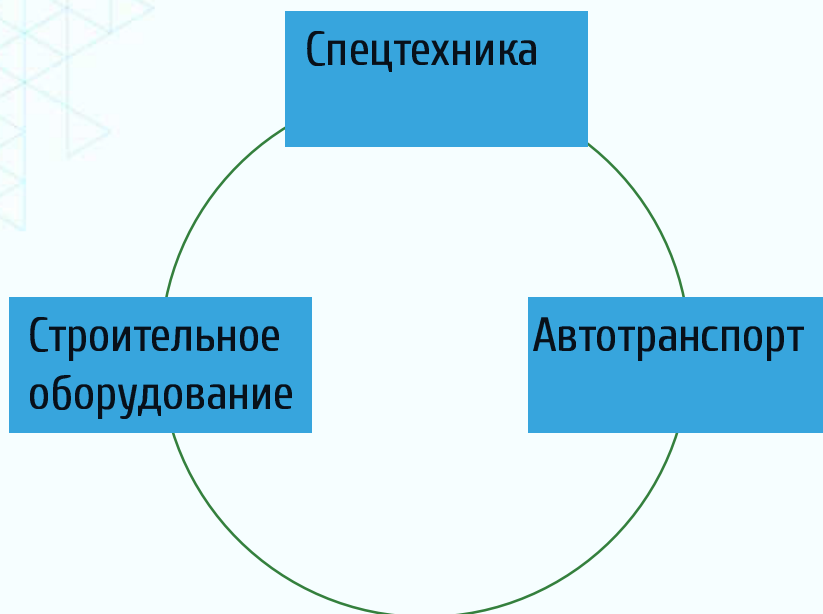 Спецтехника
Строительное
оборудование
Автотранспорт